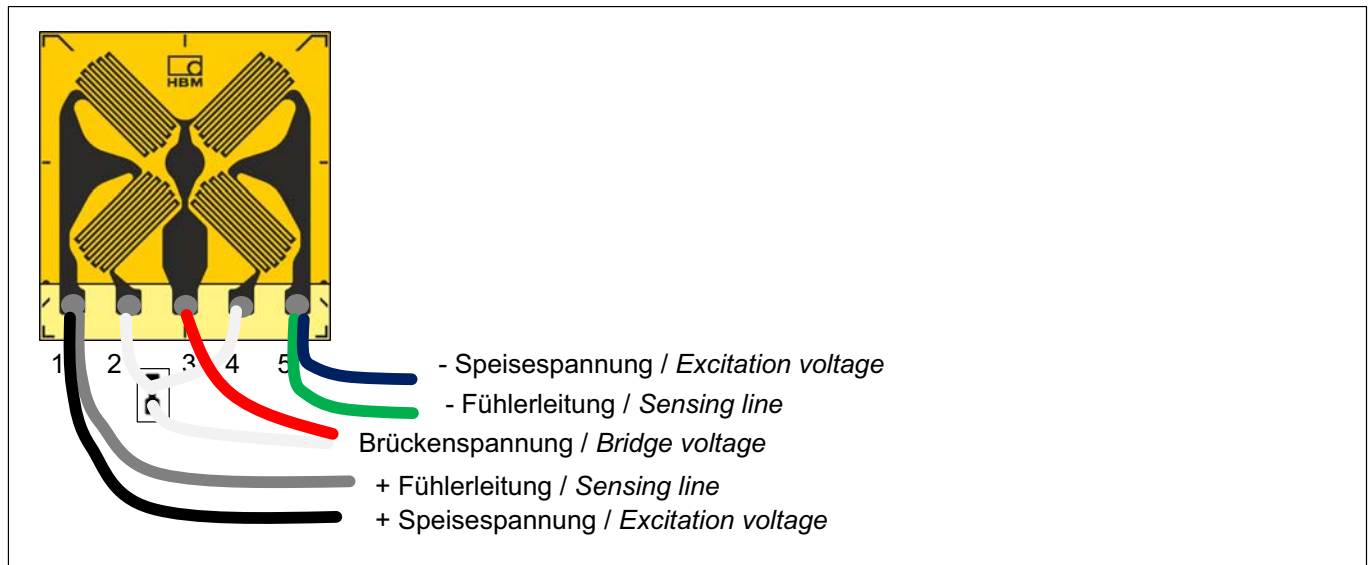 HBM
1 2 3 4 5
- Speisespannung / Excitation voltage
- Fühlerleitung / Sensing line
Brückenspannung / Bridge voltage
+ Fühlerleitung / Sensing line
+ Speisespannung / Excitation voltage